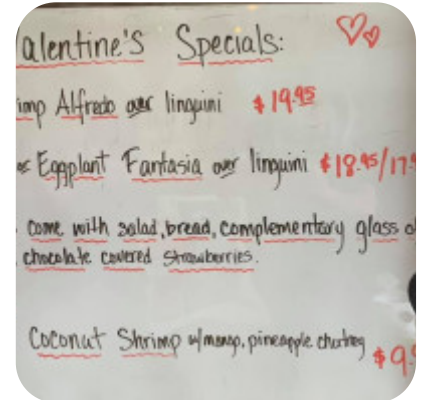 alentine's Specials:
imp Alfredo over linguini $19.95
Eggplant Fantasia over linguini $18.95/17.
Come with salad, bread, complementary glass o
chocolate covered strawberries.
Coconut Shrimp w/mango, pineapple chutney $9.